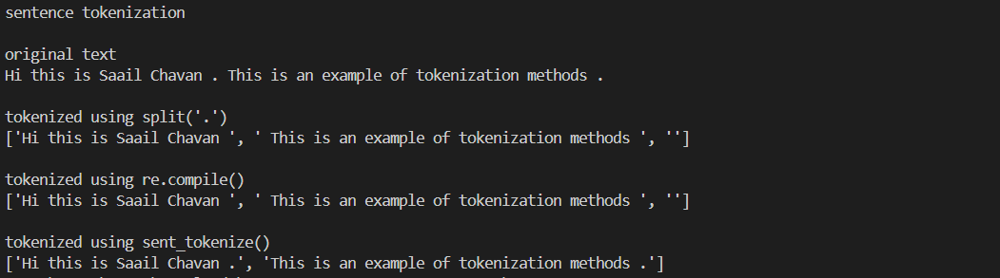 sentence tokenization
original text
Hi this is Saail Chavan . This is an example of tokenization methods .
tokenized using split('.')
['Hi this is Saail Chavan ', ' This is an example of tokenization methods ', '']
tokenized using re.compile()
['Hi this is Saail Chavan ', ' This is an example of tokenization methods ', '']
tokenized using sent_tokenize()
['Hi this is Saail Chavan .', 'This is an example of tokenization methods .']